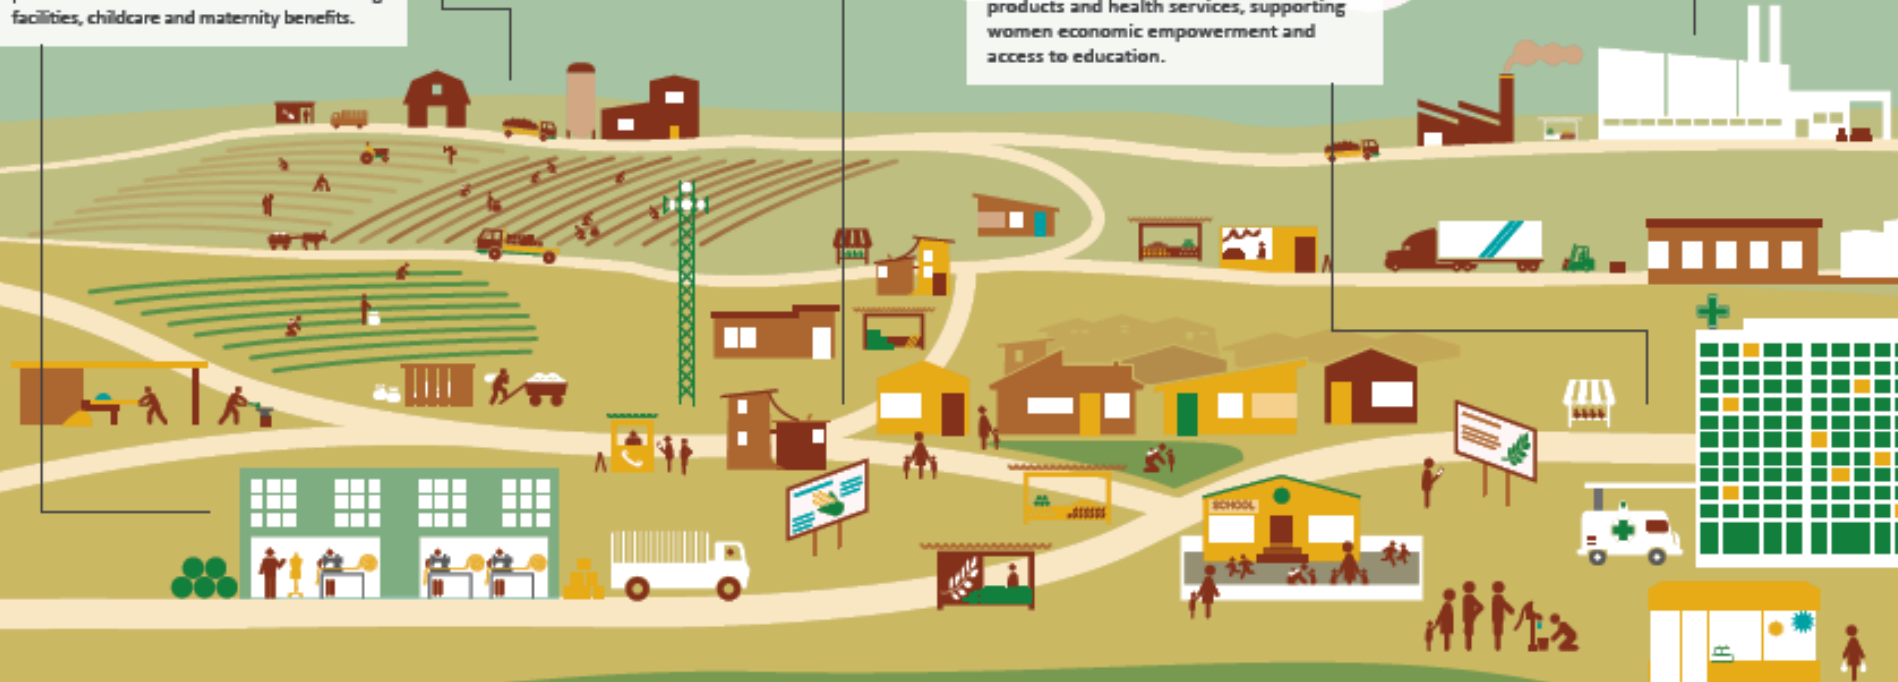 facilities, childcare and maternity benefits.
products and health services, supporting
women economic empowerment and
access to education.
SCHOOL